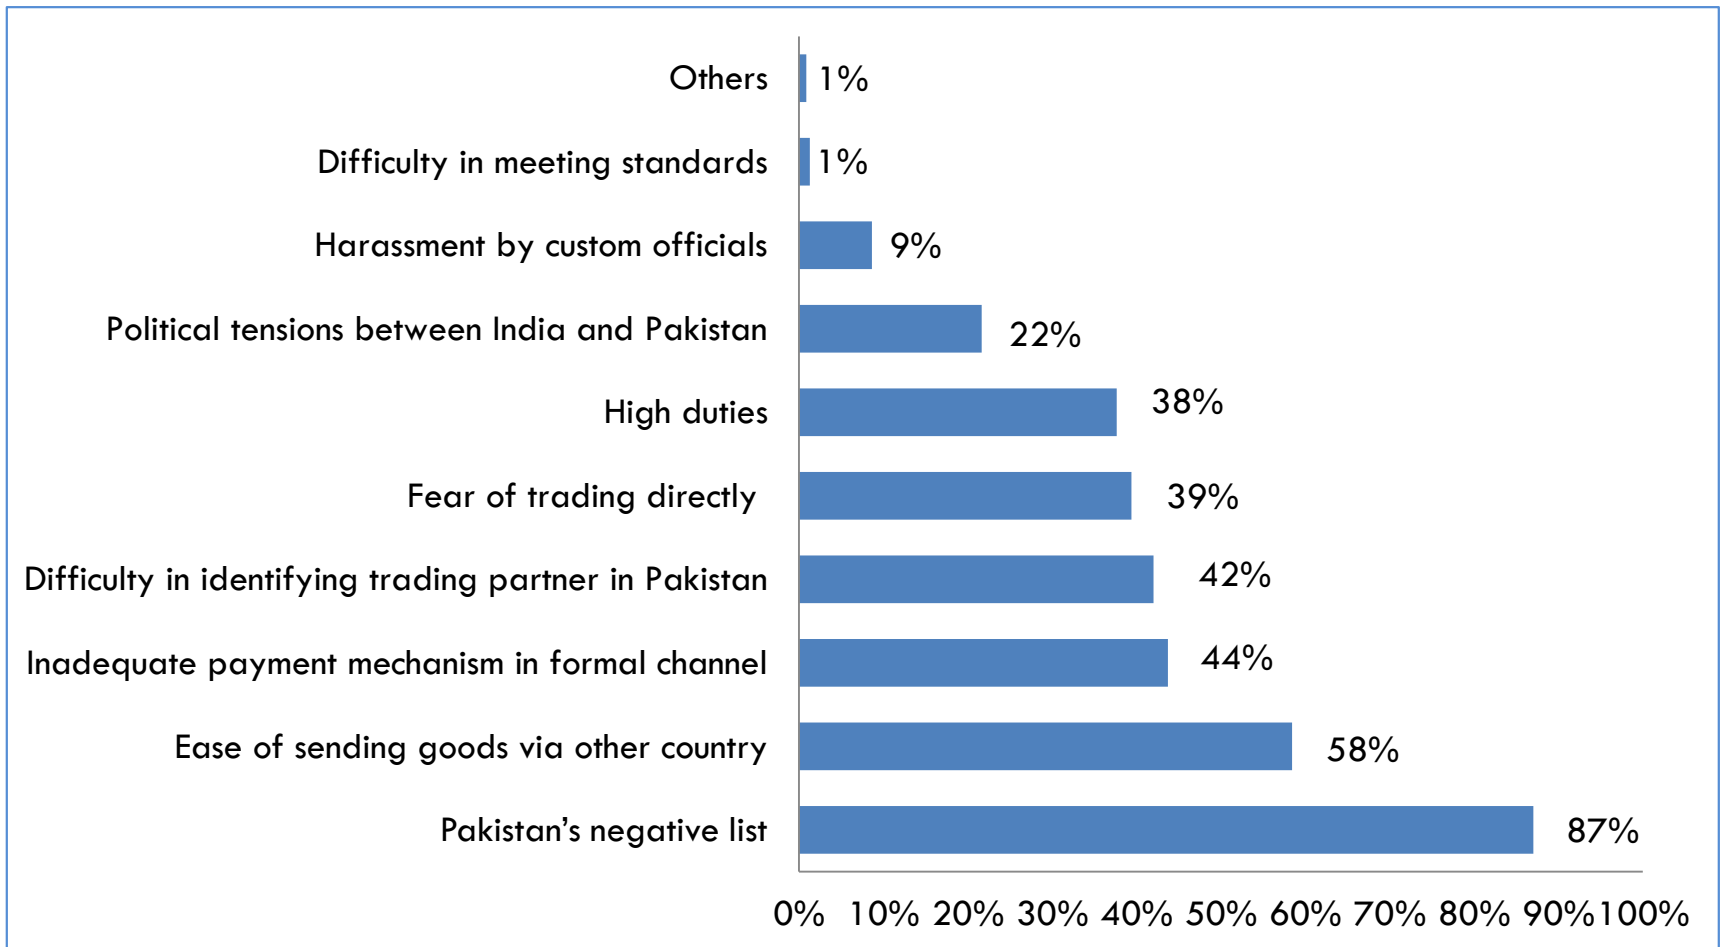 Others 1%
Difficulty in meeting standards 1%
Harassment by custom officials 9%
Political tensions between India and Pakistan 22%
High duties 38%
Fear of trading directly 39%
Difficulty in identifying trading partner in Pakistan 42%
Inadequate payment mechanism in formal channel 44%
Ease of sending goods via other country 58%
Pakistan’s negative list 87%
0% 10% 20% 30% 40% 50% 60% 70% 80% 90% 100%